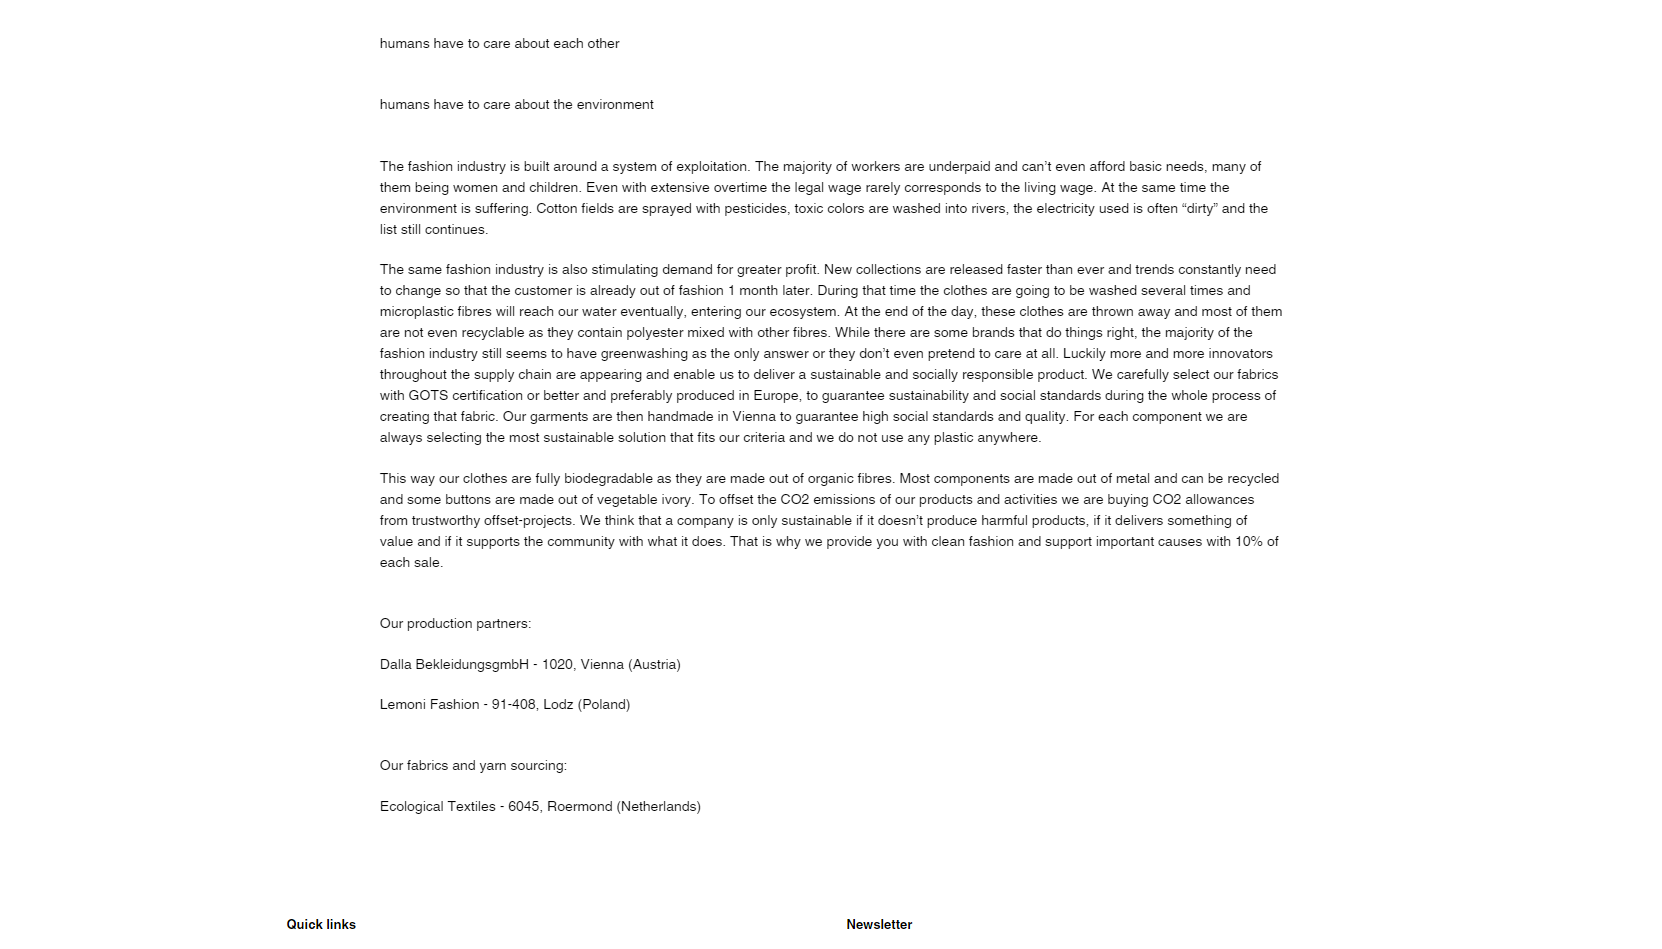 humans have to care about each other
humans have to care about the environment
The fashion industry is built around a system of exploitation. The majority of workers are underpaid and can’t even afford basic needs, many of
them being women and children. Even with extensive overtime the legal wage rarely corresponds to the living wage. At the same time the
environment is suffering. Cotton fields are sprayed with pesticides, toxic colors are washed into rivers, the electricity used is often “dirty” and the
list still continues.
The same fashion industry is also stimulating demand for greater profit. New collections are released faster than ever and trends constantly need
to change so that the customer is already out of fashion 1 month later. During that time the clothes are going to be washed several times and
microplastic fibres will reach our water eventually, entering our ecosystem. At the end of the day, these clothes are thrown away and most of them
are not even recyclable as they contain polyester mixed with other fibres. While there are some brands that do things right, the majority of the
fashion industry still seems to have greenwashing as the only answer or they don’t even pretend to care at all. Luckily more and more innovators
throughout the supply chain are appearing and enable us to deliver a sustainable and socially responsible product. We carefully select our fabrics
with GOTS certification or better and preferably produced in Europe, to guarantee sustainability and social standards during the whole process of
creating that fabric. Our garments are then handmade in Vienna to guarantee high social standards and quality. For each component we are
always selecting the most sustainable solution that fits our criteria and we do not use any plastic anywhere.
This way our clothes are fully biodegradable as they are made out of organic fibres. Most components are made out of metal and can be recycled
and some buttons are made out of vegetable ivory. To offset the CO2 emissions of our products and activities we are buying CO2 allowances
from trustworthy offset-projects. We think that a company is only sustainable if it doesn’t produce harmful products, if it delivers something of
value and if it supports the community with what it does. That is why we provide you with clean fashion and support important causes with 10% of
each sale.
Our production partners:
Dalla BekleidungsgmbH - 1020, Vienna (Austria)
Lemoni Fashion - 91-408, Lodz (Poland)
Our fabrics and yarn sourcing:
Ecological Textiles - 6045, Roermond (Netherlands)
Quick links
Newsletter